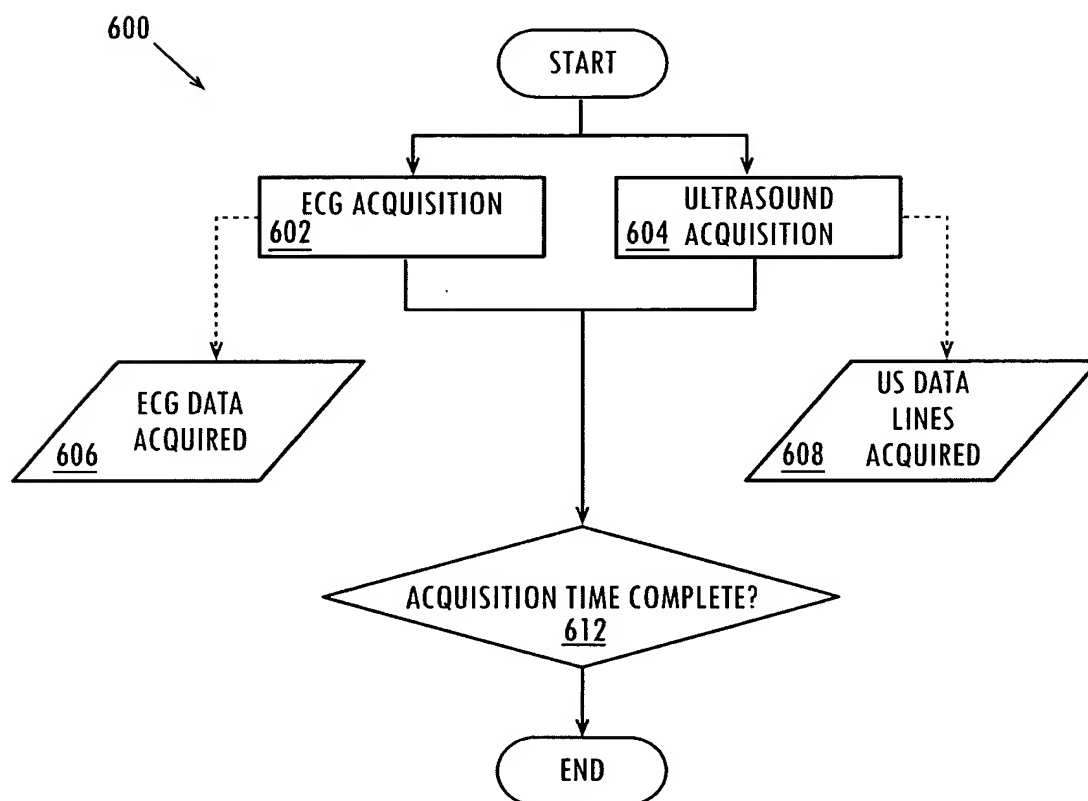 600
START
ECG ACQUISITION
602
ULTRASOUND
604 ACQUISITION
ECG DATA
ACQUIRED
606
US DATA
LINES
608 ACQUIRED
ACQUISITION TIME COMPLETE?
612
END